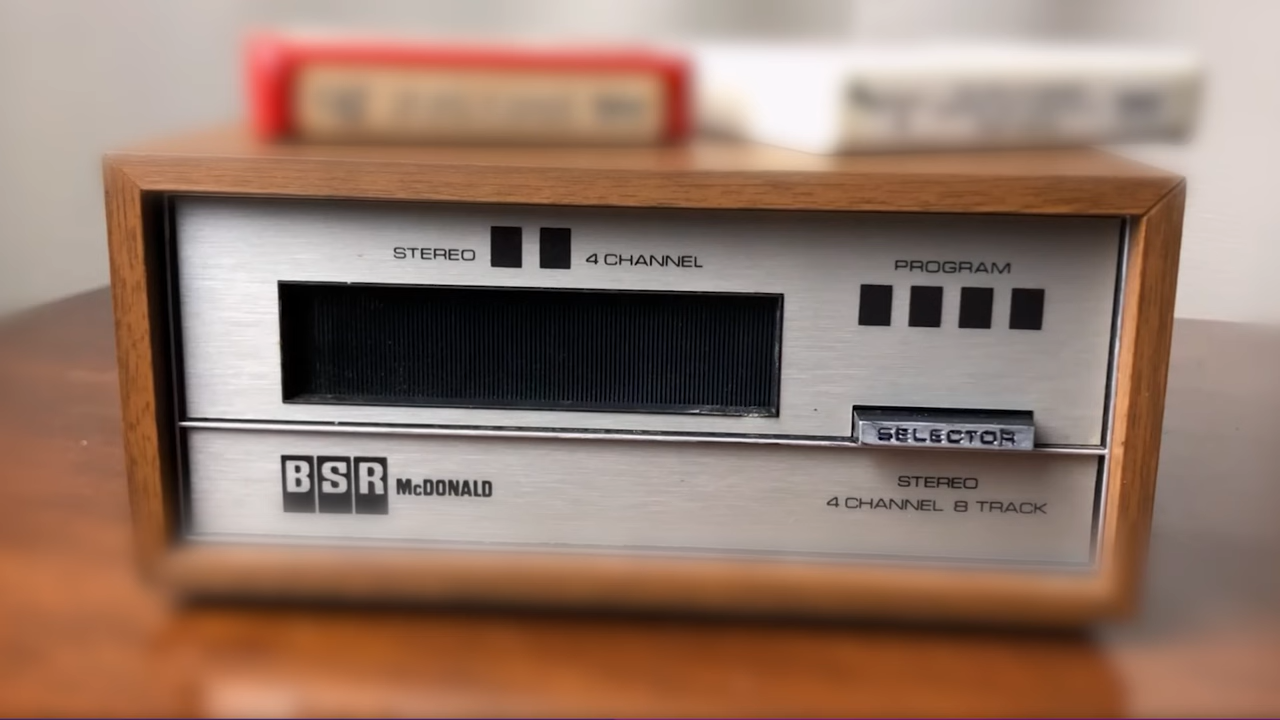 STEREO 4 CHANNEL
PROGRAM
SELECTOR
BSR McDONALD
STEREO
4 CHANNEL 8 TRACK